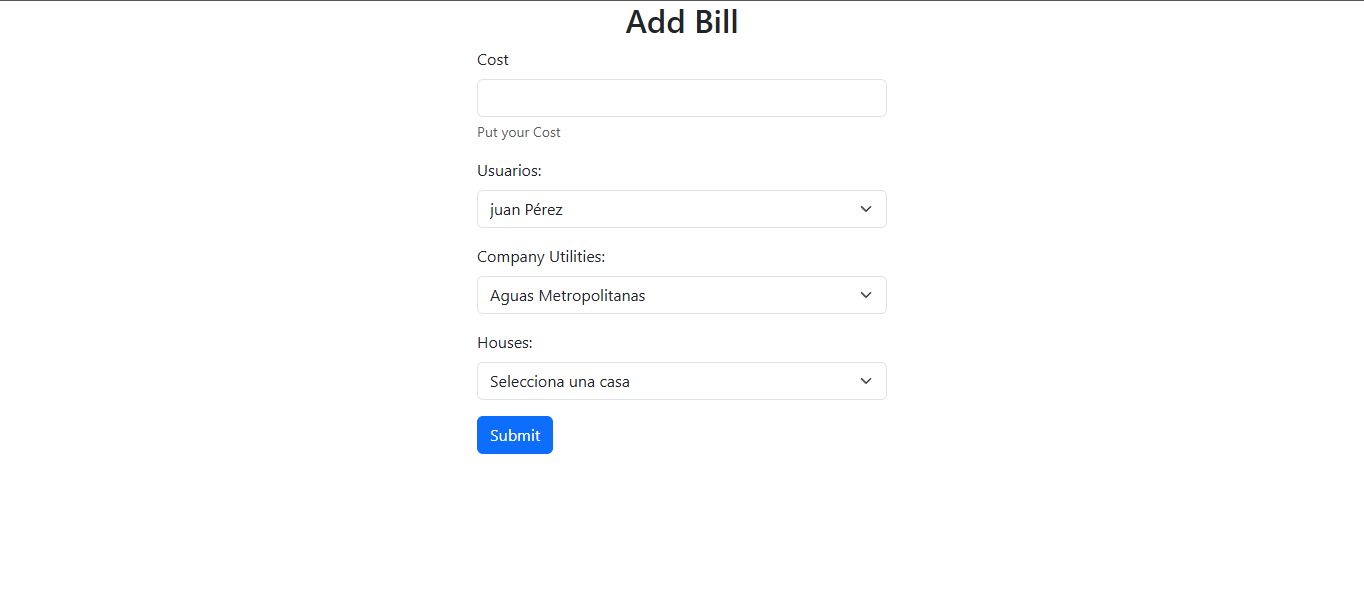 Add Bill
Cost
Put your Cost
Usuarios:
juan Pérez
Company Utilities:
Aguas Metropolitanas
Houses:
Selecciona una casa
Submit